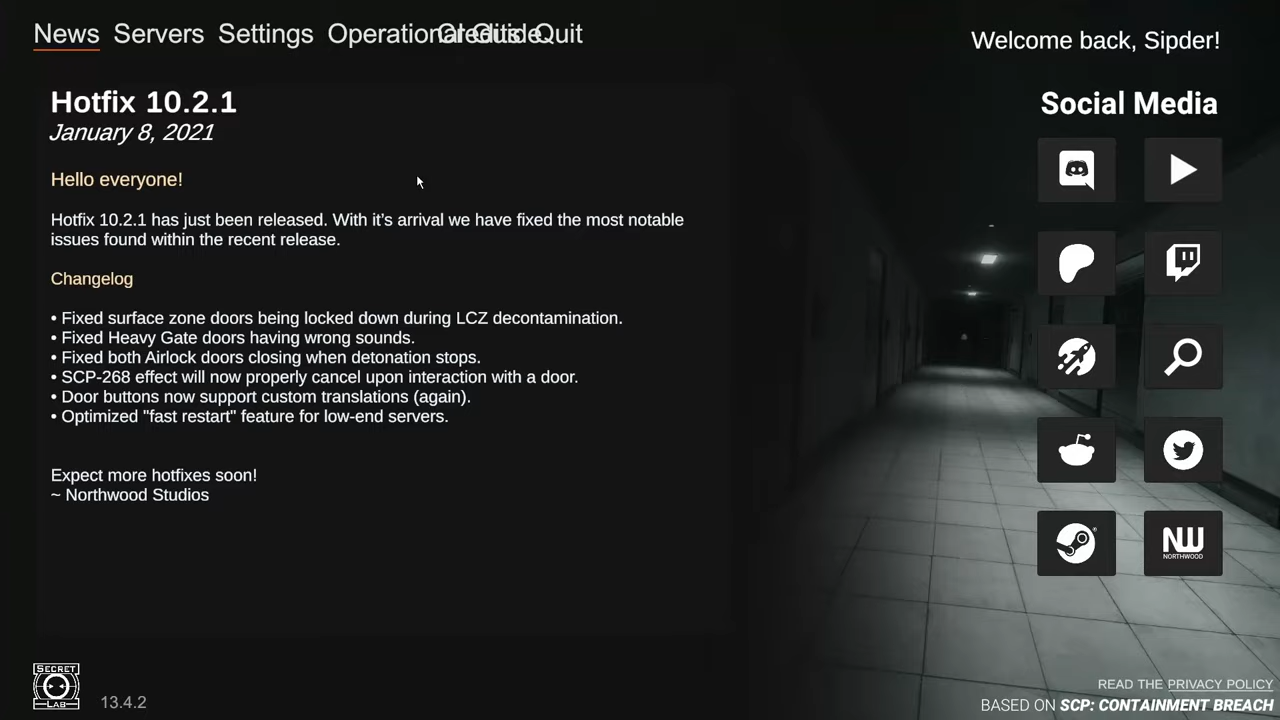 News Servers Settings Operational Guide Credits Quit
Welcome back, Sipder!
Hotfix 10.2.1
January 8, 2021
Hello everyone!
Hotfix 10.2.1 has just been released. With it's arrival we have fixed the most notable
issues found within the recent release.
Changelog
• Fixed surface zone doors being locked down during LCZ decontamination.
• Fixed Heavy Gate doors having wrong sounds.
• Fixed both Airlock doors closing when detonation stops.
• SCP-268 effect will now properly cancel upon interaction with a door.
• Door buttons now support custom translations (again).
• Optimized "fast restart" feature for low-end servers.
Expect more hotfixes soon!
~ Northwood Studios
Social Media
NW
NORTHWOOD
SECRET
LAB
13.4.2
READ THE PRIVACY POLICY
BASED ON SCP: CONTAINMENT BREACH